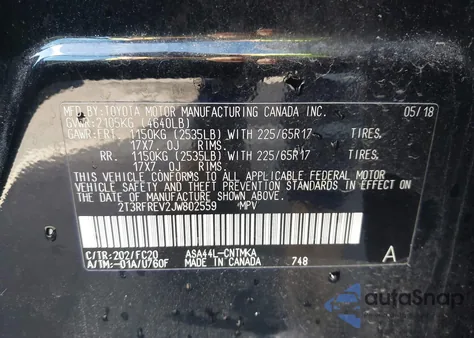 MFD.BY:TOYOTA MOTOR MANUFACTURING CANADA INC. 05/18
GVWR:2105KG(4640LB)
GAWR:FRT 1150KG(2535LB)WITH 225/65R17 TIRES,
17X7.0J RIMS.
RR. 1150KG(2535LB)WITH 225/65R17 TIRES,
17X7.0J RIMS.
THIS VEHICLE CONFORMS TO ALL APPLICABLE FEDERAL MOTOR
VEHICLE SAFETY AND THEFT PREVENTION STANDARDS IN EFFECT ON
THE DATE OF MANUFACTURE SHOWN ABOVE.
2T3RFREV2JW802559 MPV
C/TR:202/FC20 ASA44L-CNTMKA
A/TM:-01A/U760F MADE IN CANADA 748 A
autoSnap